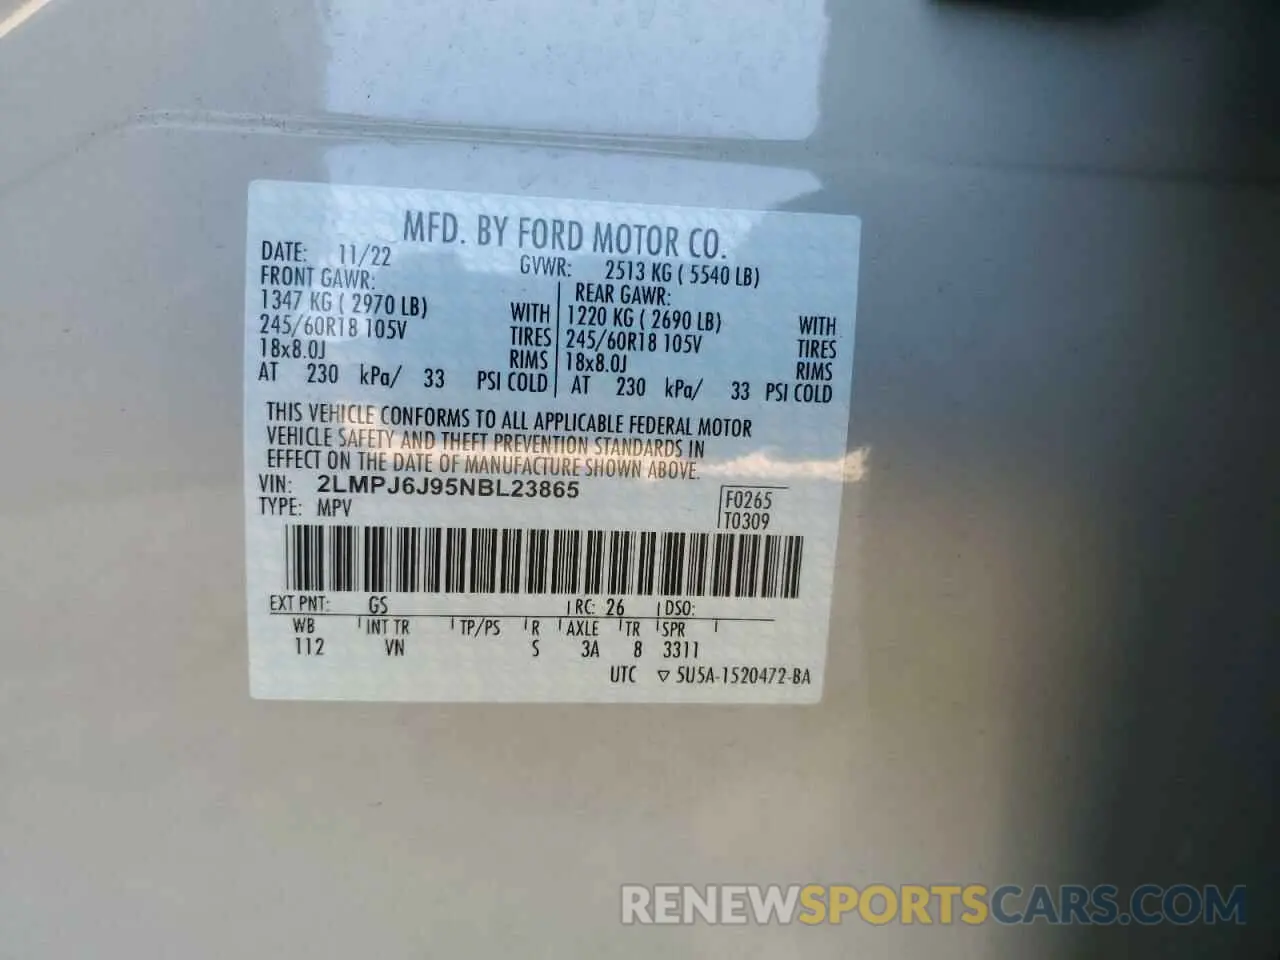 MFD. BY FORD MOTOR CO.
DATE: 11/22 GVWR: 2513 KG ( 5540 LB)
FRONT GAWR: REAR GAWR:
1347 KG ( 2970 LB) WITH 1220 KG ( 2690 LB) WITH
245/60R18 105V TIRES 245/60R18 105V TIRES
18x8.0J RIMS 18x8.0J RIMS
AT 230 kPa/ 33 PSI COLD AT 230 kPa/ 33 PSI COLD
THIS VEHICLE CONFORMS TO ALL APPLICABLE FEDERAL MOTOR
VEHICLE SAFETY AND THEFT PREVENTION STANDARDS IN
EFFECT ON THE DATE OF MANUFACTURE SHOWN ABOVE.
VIN: 2LMPJ6J95NBL23865 F0265
TYPE: MPV T0309
EXT PNT: GS RC: 26 DSO:
WB INT TR TP/PS R AXLE TR SPR
112 VN S 3A 8 3311
UTC ▽ 5U5A-1520472-BA
RENEWSPORTSCARS.COM